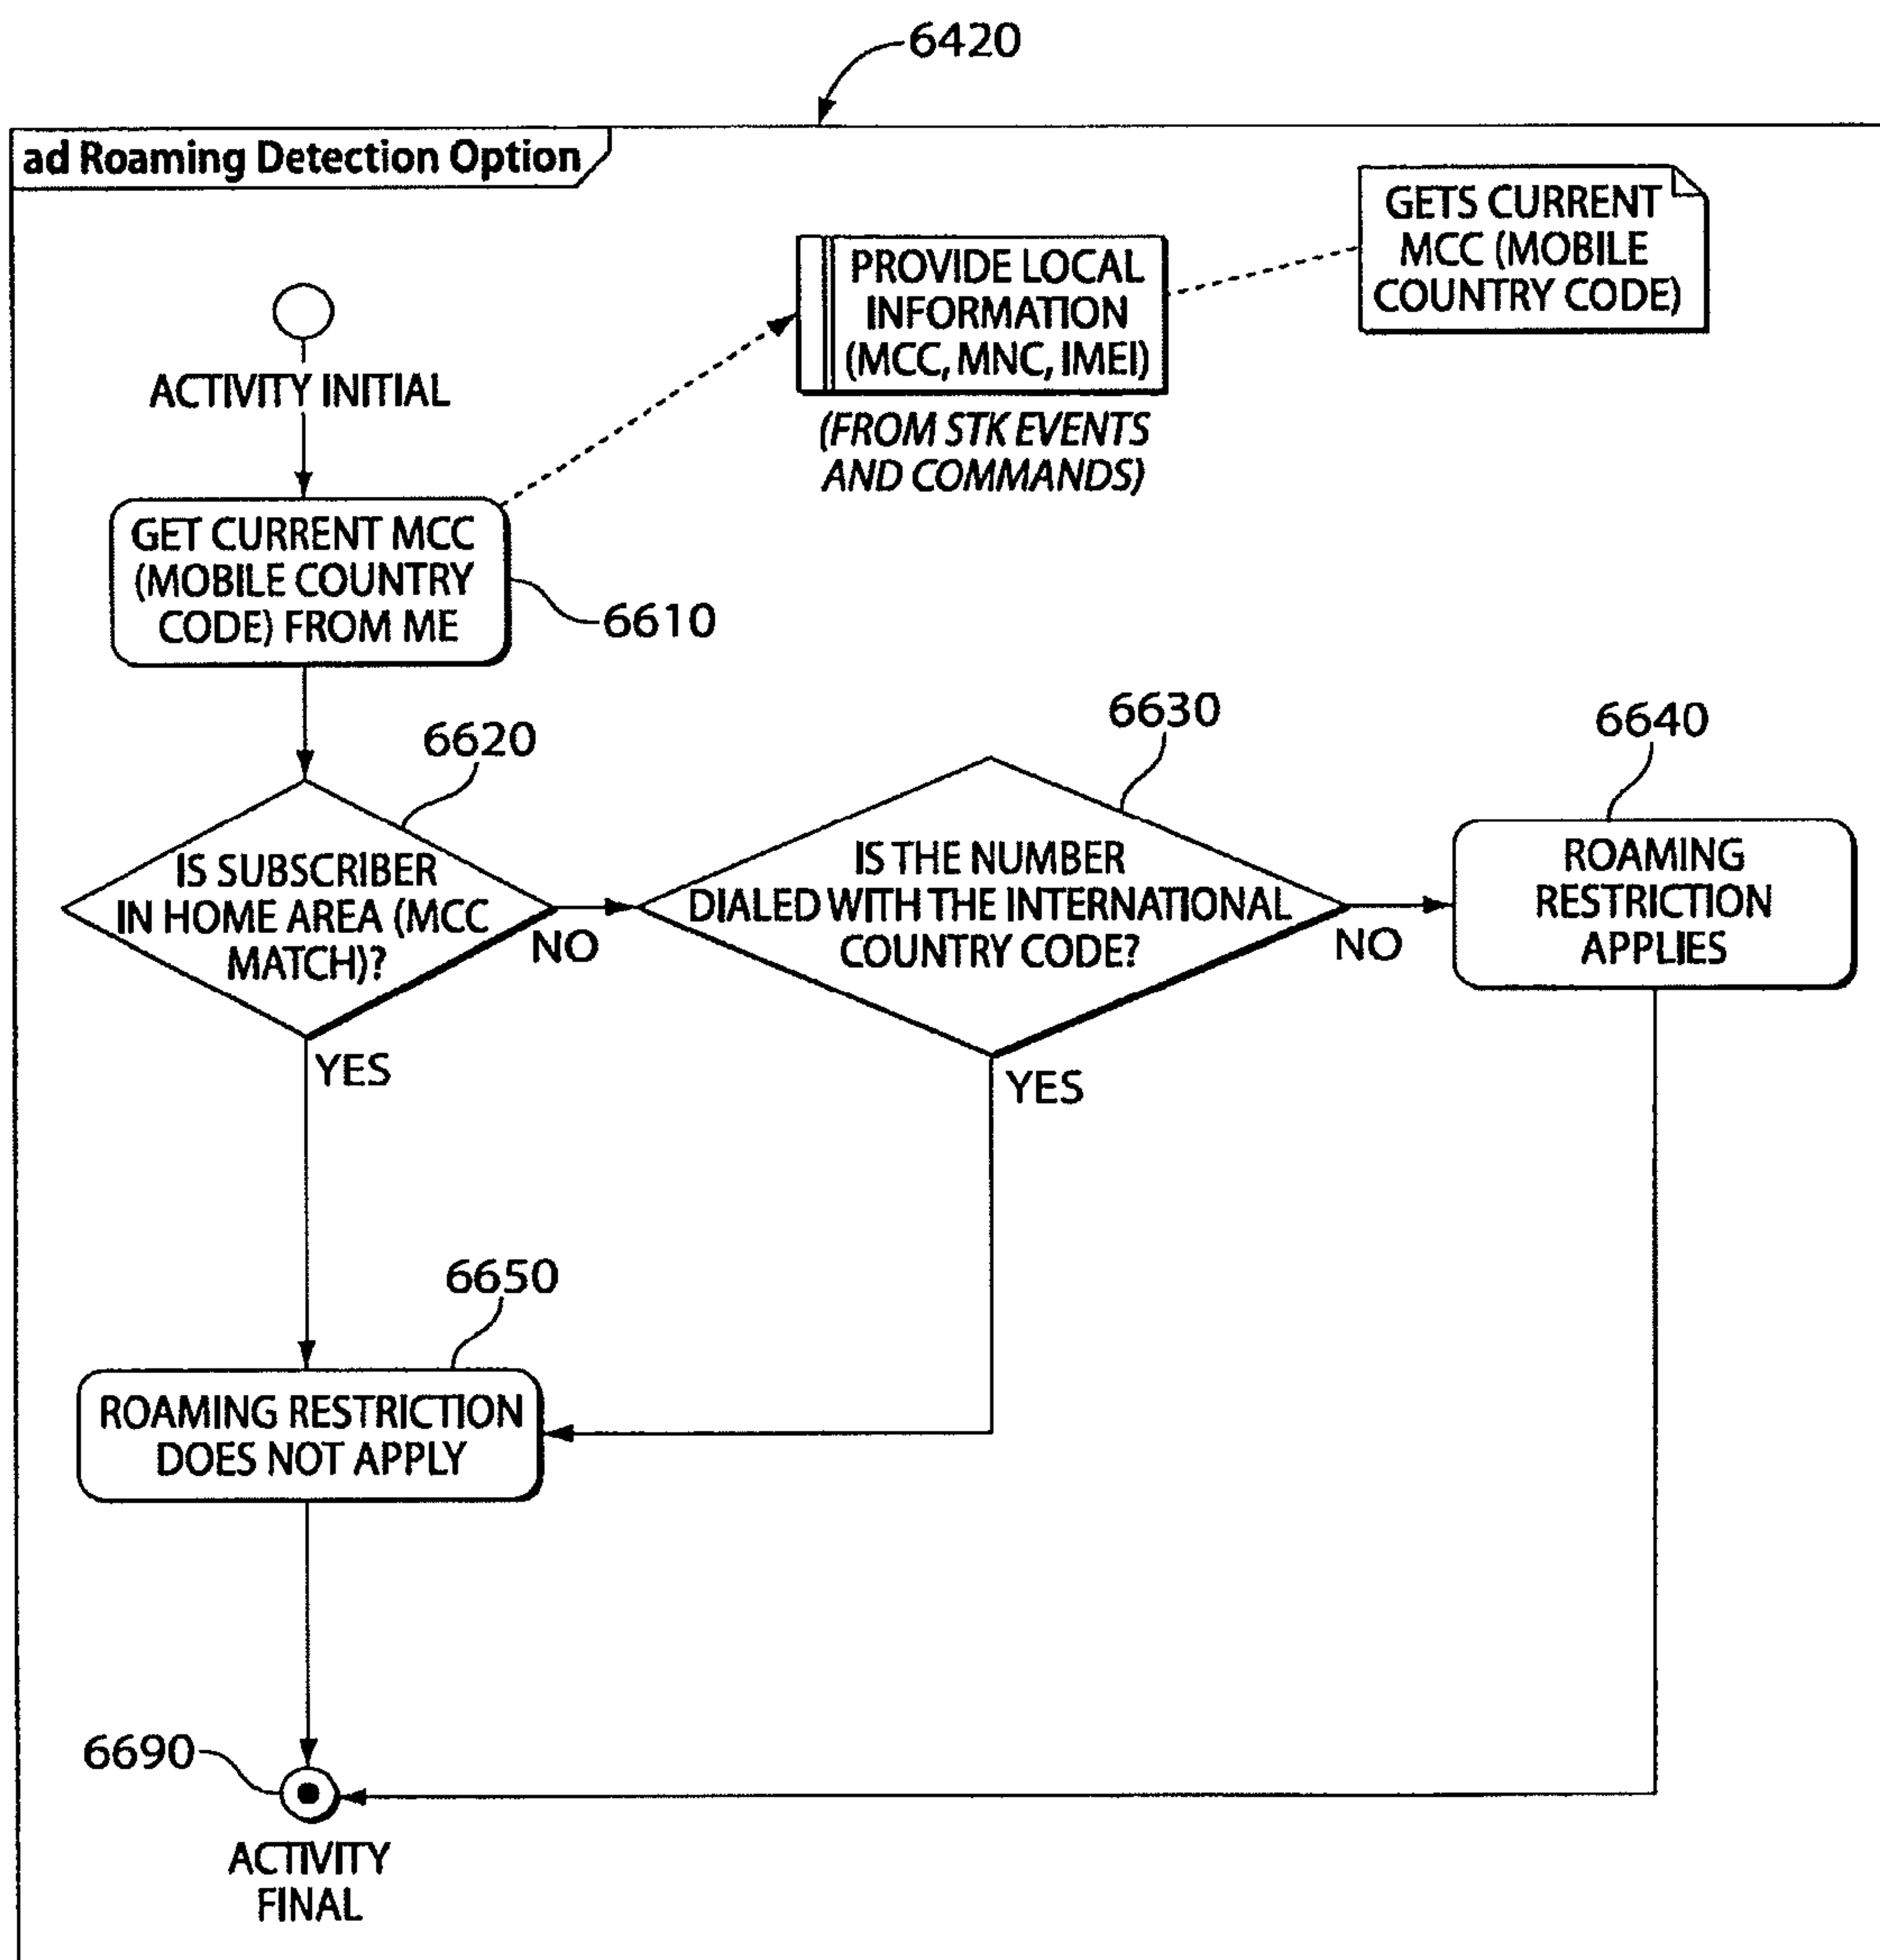 6420
ad Roaming Detection Option
GETS CURRENT
MCC (MOBILE
COUNTRY CODE)
PROVIDE LOCAL
INFORMATION
(MCC, MNC, IMEI)
(FROM STK EVENTS
AND COMMANDS)
ACTIVITY INITIAL
GET CURRENT MCC
(MOBILE COUNTRY
CODE) FROM ME
6610
6620
IS SUBSCRIBER
IN HOME AREA (MCC
MATCH)?
NO
YES
6630
IS THE NUMBER
DIALED WITH THE INTERNATIONAL
COUNTRY CODE?
NO
YES
6640
ROAMING
RESTRICTION
APPLIES
6650
ROAMING RESTRICTION
DOES NOT APPLY
6690
ACTIVITY
FINAL